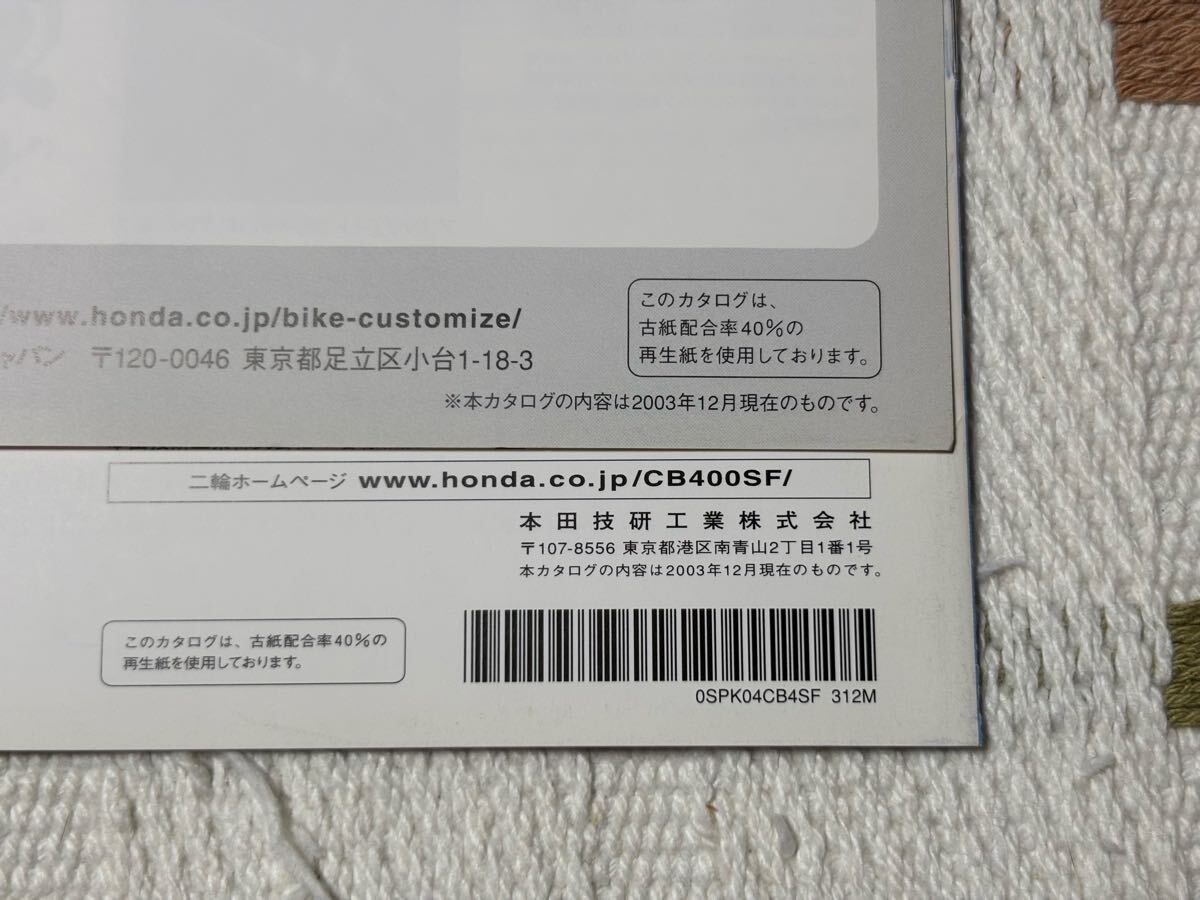 /www.honda.co.jp/bike-customize/
ャパン 〒120-0046 東京都足立区小台1-18-3
このカタログは、
古紙配合率40%の
再生紙を使用しております。
※本カタログの内容は2003年12月現在のものです。
二輪ホームページ www.honda.co.jp/CB400SF/
本田技研工業株式会社
〒107-8556 東京都港区南青山2丁目1番1号
本カタログの内容は2003年12月現在のものです。
このカタログは、古紙配合率40%の
再生紙を使用しております。
0SPK04CB4SF 312M